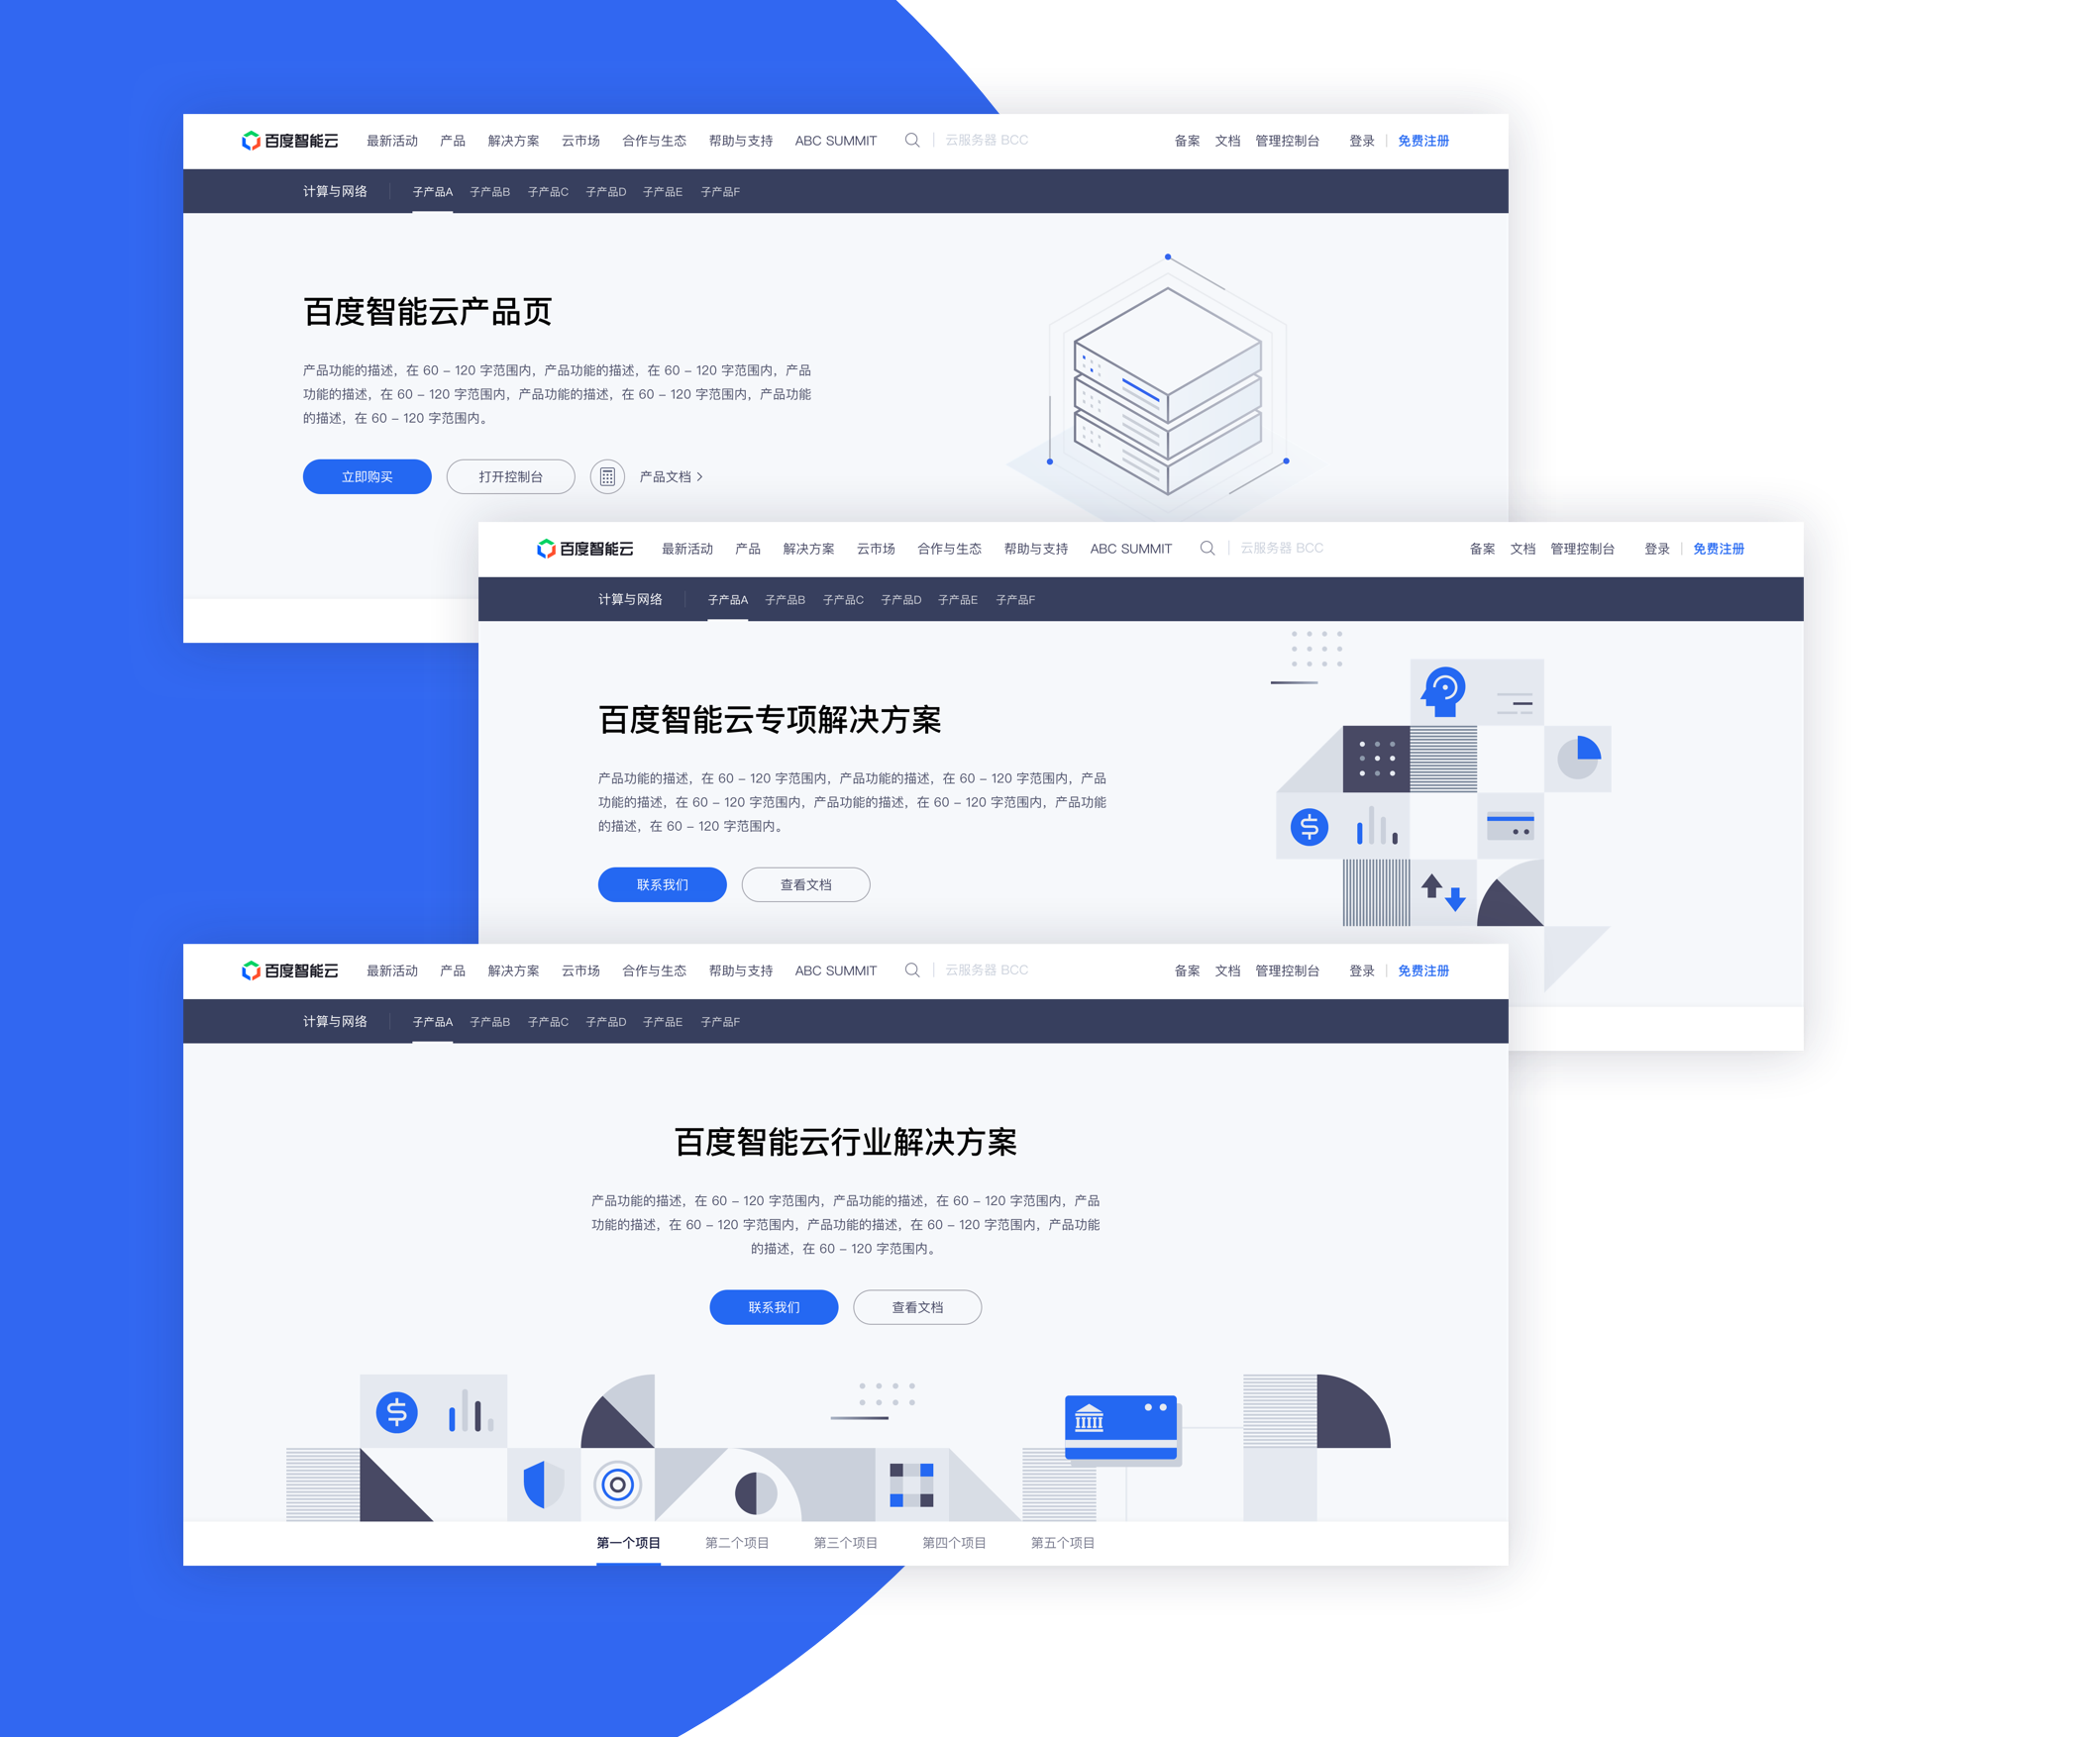 百度智能云 最新活动 产品 解决方案 云市场 合作与生态 帮助与支持 ABC SUMMIT 云服务器 BCC 备案 文档 管理控制台 登录 免费注册
计算与网络 子产品A 子产品B 子产品C 子产品D 子产品E 子产品F
百度智能云产品页
产品功能的描述，在 60 – 120 字范围内，产品功能的描述，在 60 – 120 字范围内，产品
功能的描述，在 60 – 120 字范围内，产品功能的描述，在 60 – 120 字范围内，产品功能
的描述，在 60 – 120 字范围内。
立即购买 打开控制台 产品文档
百度智能云 最新活动 产品 解决方案 云市场 合作与生态 帮助与支持 ABC SUMMIT 云服务器 BCC 备案 文档 管理控制台 登录 免费注册
计算与网络 子产品A 子产品B 子产品C 子产品D 子产品E 子产品F
百度智能云专项解决方案
产品功能的描述，在 60 – 120 字范围内，产品功能的描述，在 60 – 120 字范围内，产品
功能的描述，在 60 – 120 字范围内，产品功能的描述，在 60 – 120 字范围内，产品功能
的描述，在 60 – 120 字范围内。
联系我们 查看文档
百度智能云 最新活动 产品 解决方案 云市场 合作与生态 帮助与支持 ABC SUMMIT 云服务器 BCC 备案 文档 管理控制台 登录 免费注册
计算与网络 子产品A 子产品B 子产品C 子产品D 子产品E 子产品F
百度智能云行业解决方案
产品功能的描述，在 60 – 120 字范围内，产品功能的描述，在 60 – 120 字范围内，产品
功能的描述，在 60 – 120 字范围内，产品功能的描述，在 60 – 120 字范围内，产品功能
的描述，在 60 – 120 字范围内。
联系我们 查看文档
第一个项目 第二个项目 第三个项目 第四个项目 第五个项目